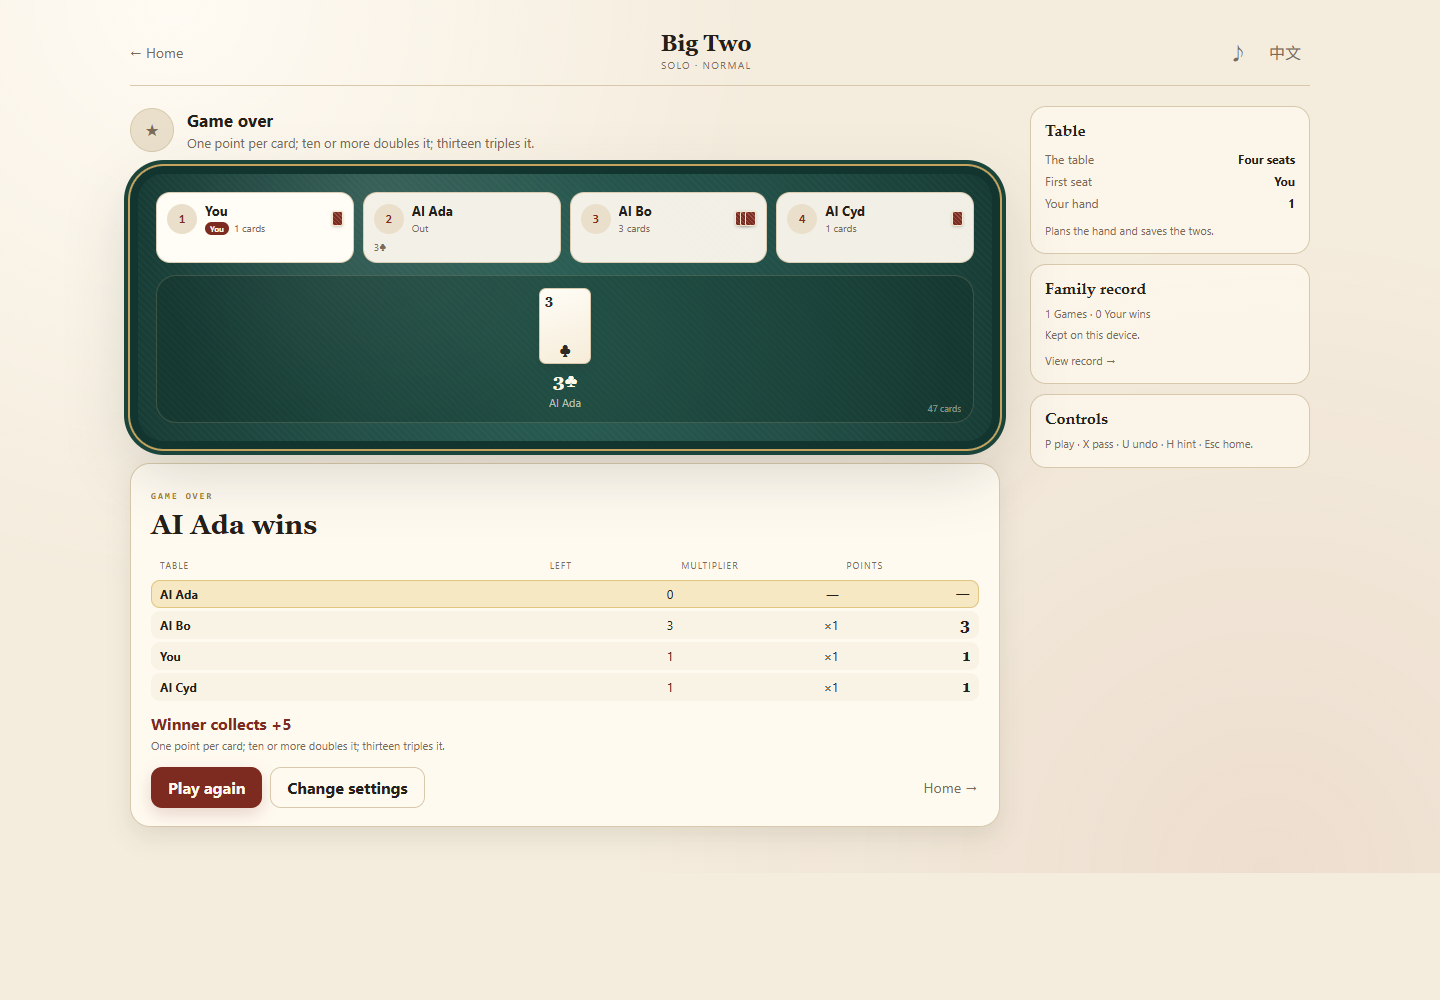 ← Home
Big Two
SOLO · NORMAL
♪ 中文
★
Game over
One point per card; ten or more doubles it; thirteen triples it.
1
You
You 1 cards
2
AI Ada
Out
3♣
3
AI Bo
3 cards
4
AI Cyd
1 cards
3
♣
3♣
AI Ada
47 cards
GAME OVER
AI Ada wins
TABLE LEFT MULTIPLIER POINTS
AI Ada 0 — —
AI Bo 3 ×1 3
You 1 ×1 1
AI Cyd 1 ×1 1
Winner collects +5
One point per card; ten or more doubles it; thirteen triples it.
Play again
Change settings
Home →
Table
The table Four seats
First seat You
Your hand 1
Plans the hand and saves the twos.
Family record
1 Games · 0 Your wins
Kept on this device.
View record →
Controls
P play · X pass · U undo · H hint · Esc home.